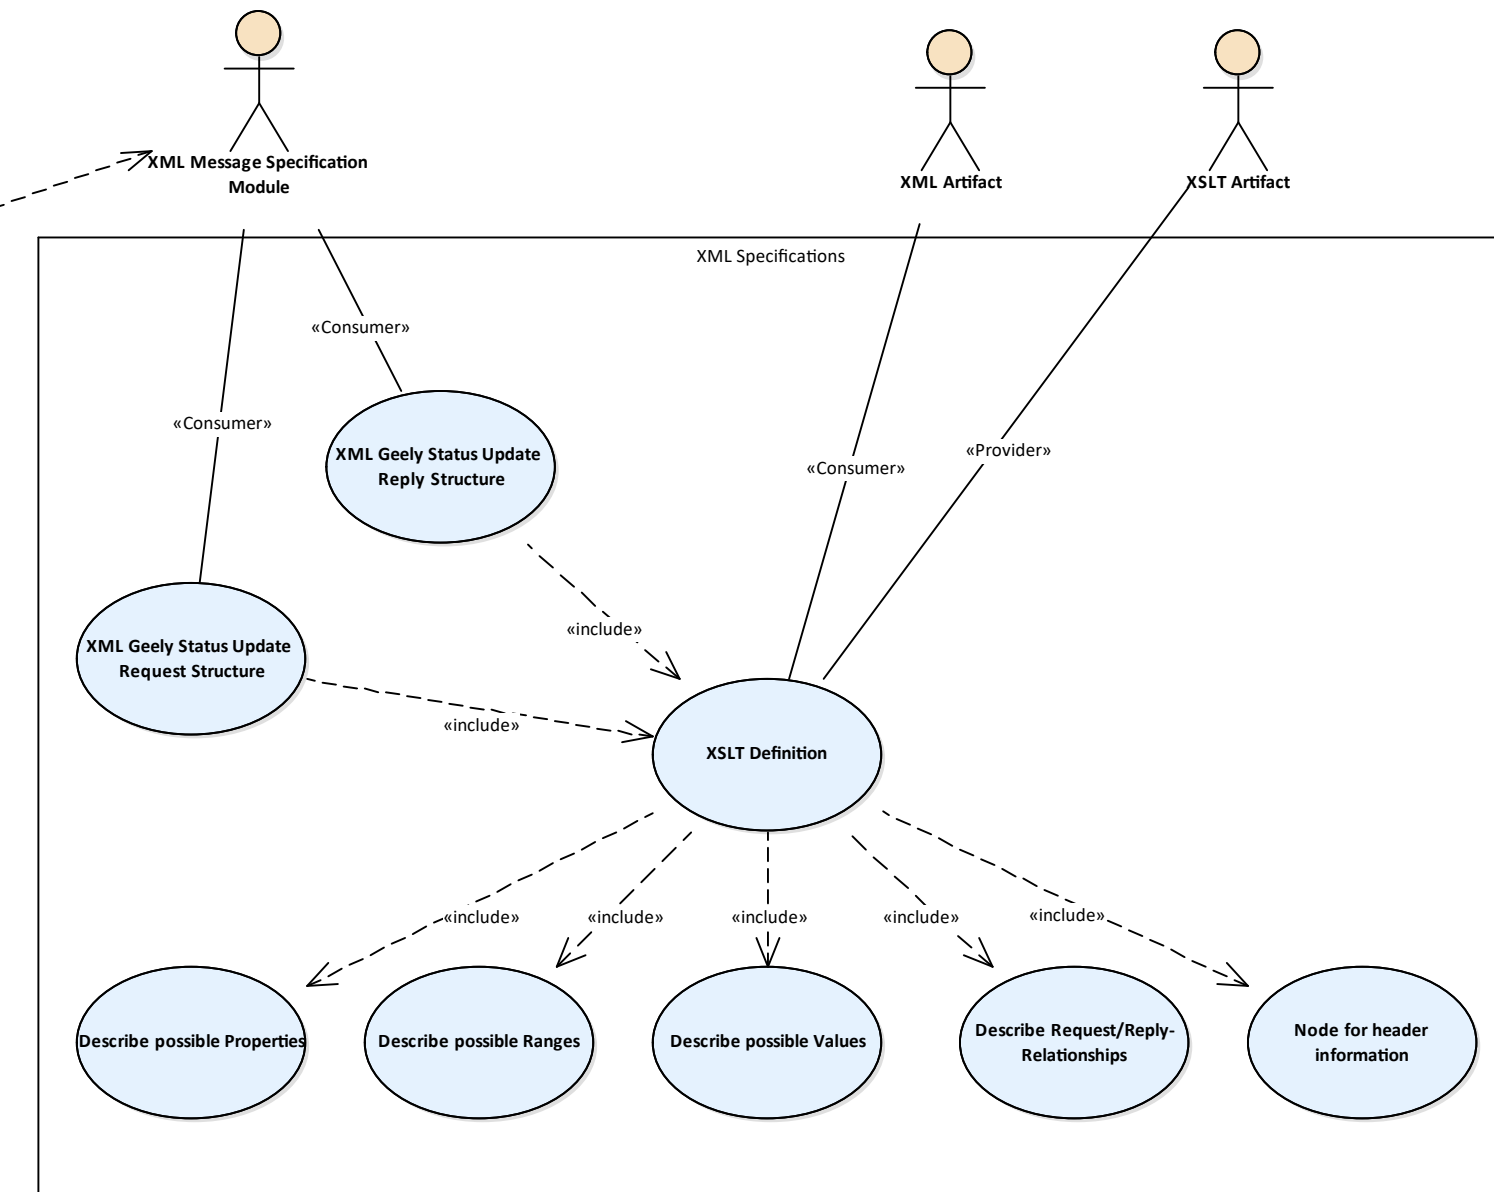 XML Message Specification
Module
XML Artifact
XSLT Artifact
XML Specifications
«Consumer»
«Consumer»
XML Geely Status Update
Reply Structure
«Consumer»
«Provider»
«include»
XML Geely Status Update
Request Structure
«include»
XSLT Definition
«include»
«include»
«include»
«include»
«include»
Describe possible Properties
Describe possible Ranges
Describe possible Values
Describe Request/Reply-
Relationships
Node for header
information